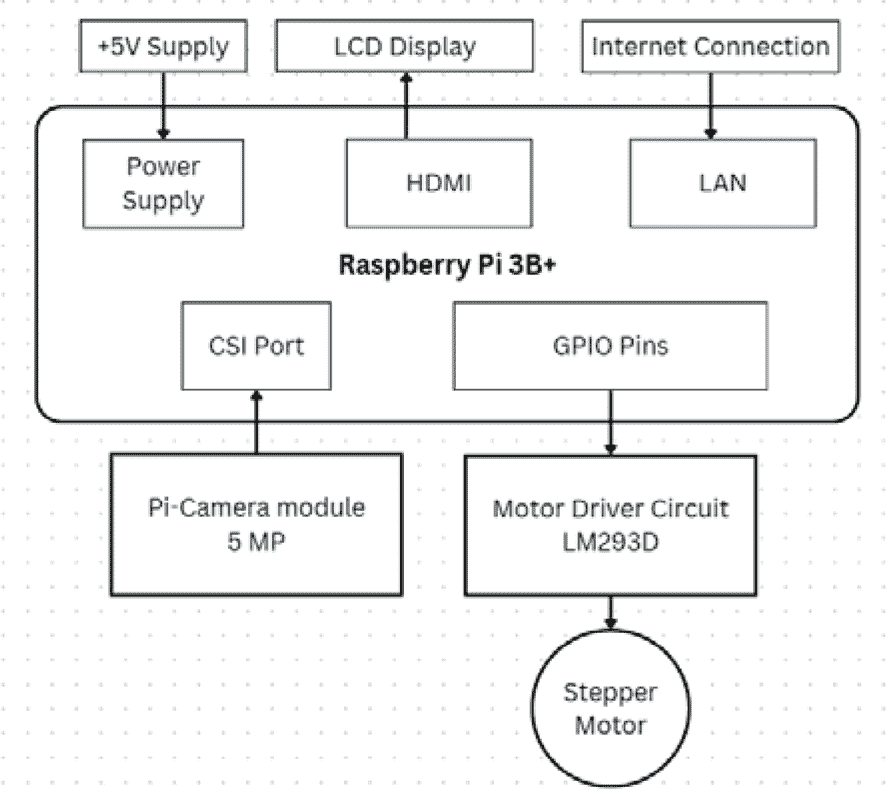 +5V Supply
LCD Display
Internet Connection
Power
Supply
HDMI
LAN
Raspberry Pi 3B+
CSI Port
GPIO Pins
Pi-Camera module
5 MP
Motor Driver Circuit
LM293D
Stepper
Motor